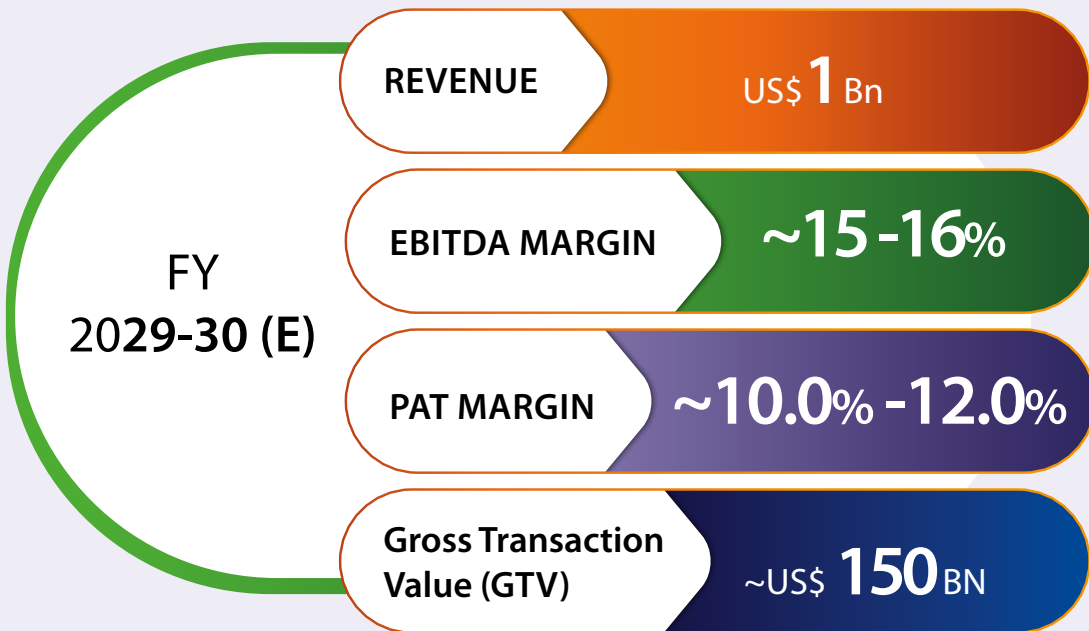 FY
2029-30 (E)
REVENUE
US$ 1 Bn
EBITDA MARGIN
~15 -16%
PAT MARGIN
~10.0% -12.0%
Gross Transaction
Value (GTV)
~US$ 150 BN